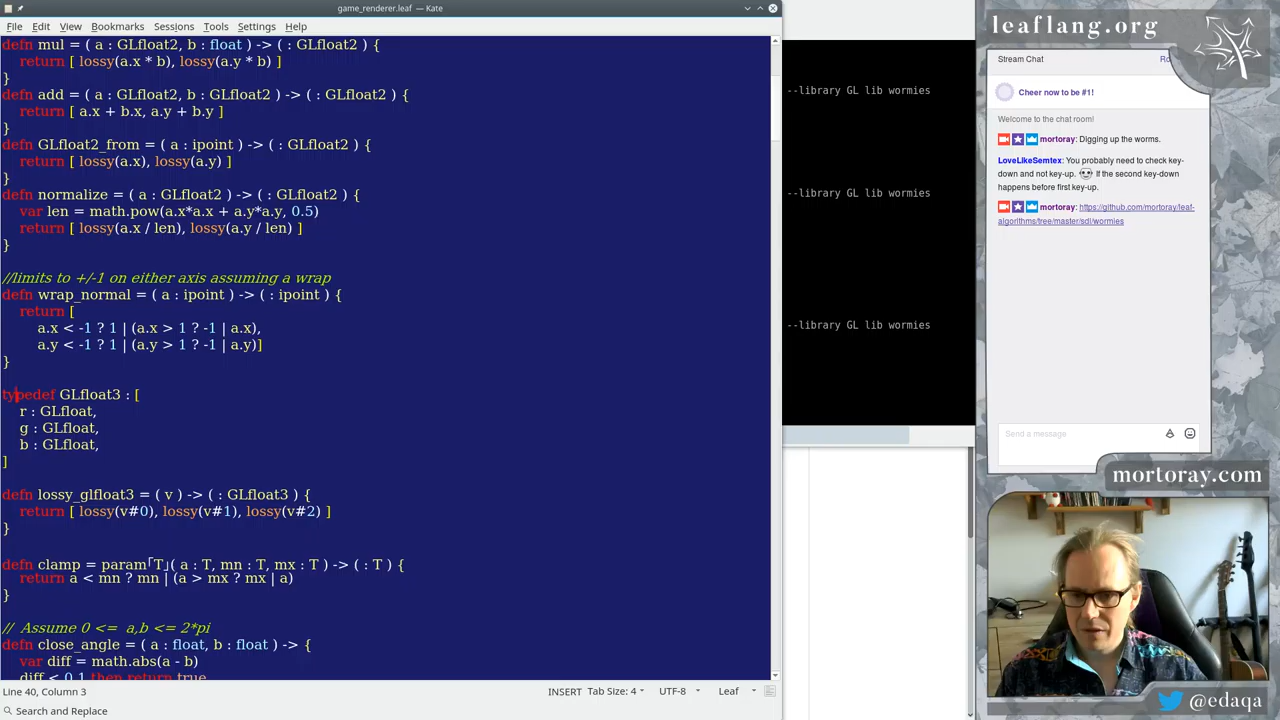 game_renderer.leaf — Kate
File Edit View Bookmarks Sessions Tools Settings Help
defn mul = ( a : GLfloat2, b : float ) -> ( : GLfloat2 ) {
return [ lossy(a.x * b), lossy(a.y * b) ]
}
defn add = ( a : GLfloat2, b : GLfloat2 ) -> ( : GLfloat2 ) {
return [ a.x + b.x, a.y + b.y ]
}
defn GLfloat2_from = ( a : ipoint ) -> ( : GLfloat2 ) {
return [ lossy(a.x), lossy(a.y) ]
}
defn normalize = ( a : GLfloat2 ) -> ( : GLfloat2 ) {
var len = math.pow(a.x*a.x + a.y*a.y, 0.5)
return [ lossy(a.x / len), lossy(a.y / len) ]
}
//limits to +/-1 on either axis assuming a wrap
defn wrap_normal = ( a : ipoint ) -> ( : ipoint ) {
return [
a.x < -1 ? 1 | (a.x > 1 ? -1 | a.x),
a.y < -1 ? 1 | (a.y > 1 ? -1 | a.y)]
}
typedef GLfloat3 : [
r : GLfloat,
g : GLfloat,
b : GLfloat,
]
defn lossy_glfloat3 = ( v ) -> ( : GLfloat3 ) {
return [ lossy(v#0), lossy(v#1), lossy(v#2) ]
}
defn clamp = param「T」( a : T, mn : T, mx : T ) -> ( : T ) {
return a < mn ? mn | (a > mx ? mx | a)
}
// Assume 0 <= a,b <= 2*pi
defn close_angle = ( a : float, b : float ) -> {
var diff = math.abs(a - b)
diff < 0.1 then return true
Line 40, Column 3
INSERT Tab Size: 4 UTF-8 Leaf
Search and Replace
--library GL lib wormies
--library GL lib wormies
--library GL lib wormies
leaflang.org
Stream Chat
Cheer now to be #1!
Welcome to the chat room!
mortoray: Digging up the worms.
LoveLikeSemtex: You probably need to check key-
down and not key-up. If the second key-down
happens before first key-up.
mortoray: https://github.com/mortoray/leaf-
algorithms/tree/master/sdl/wormies
Send a message
mortoray.com
@edaqa